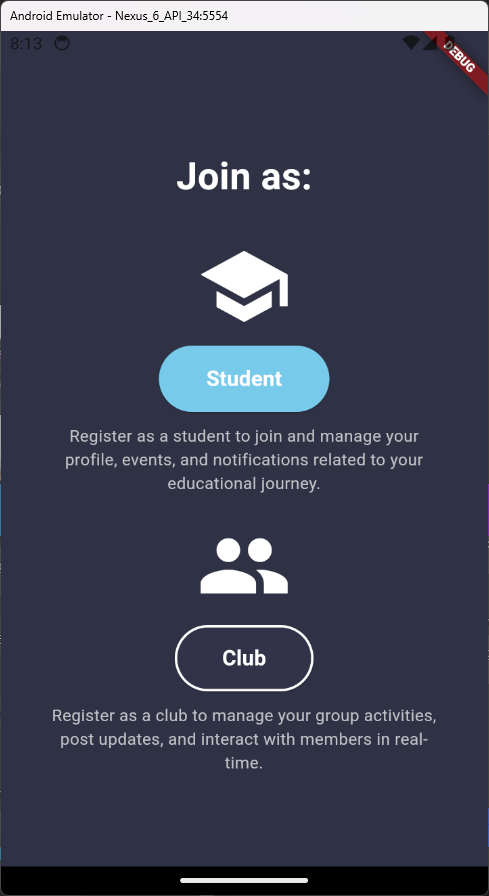 Android Emulator - Nexus_6_API_34:5554
8:13
DEBUG
Join as:
Student
Register as a student to join and manage your
profile, events, and notifications related to your
educational journey.
Club
Register as a club to manage your group activities,
post updates, and interact with members in real-
time.